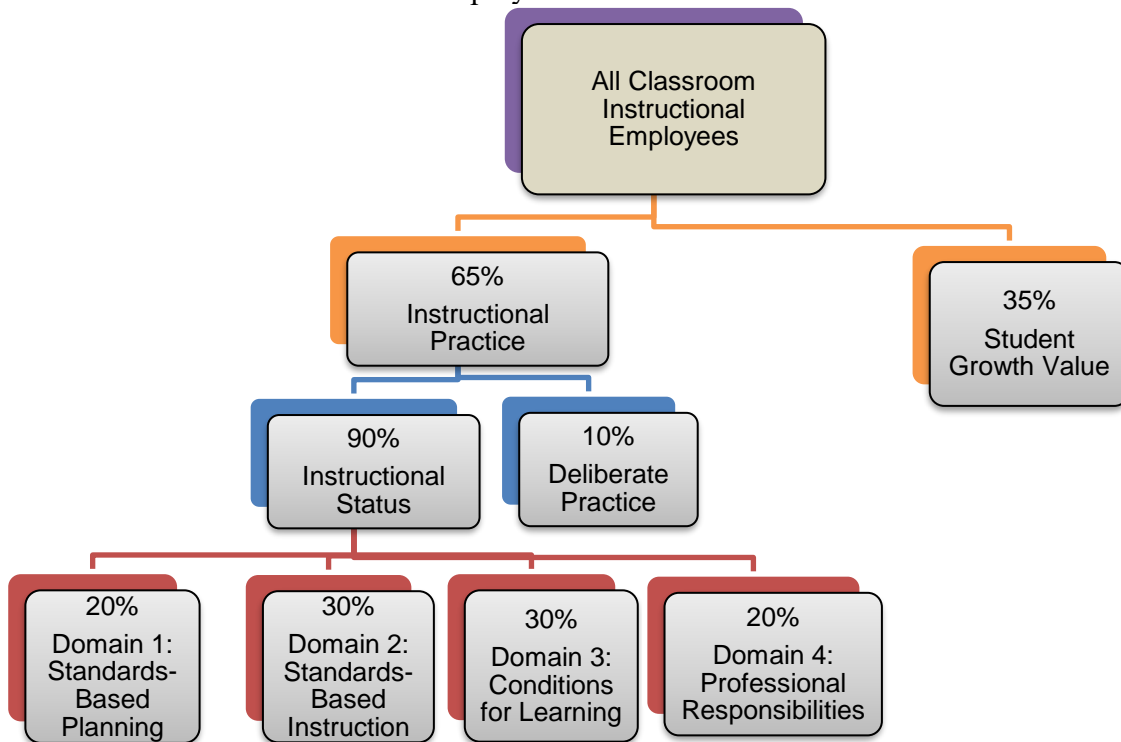 All Classroom
Instructional
Employees
65%
Instructional
Practice
35%
Student
Growth Value
90%
Instructional
Status
10%
Deliberate
Practice
20%
Domain 1:
Standards-
Based
Planning
30%
Domain 2:
Standards-
Based
Instruction
30%
Domain 3:
Conditions
for Learning
20%
Domain 4:
Professional
Responsibilities